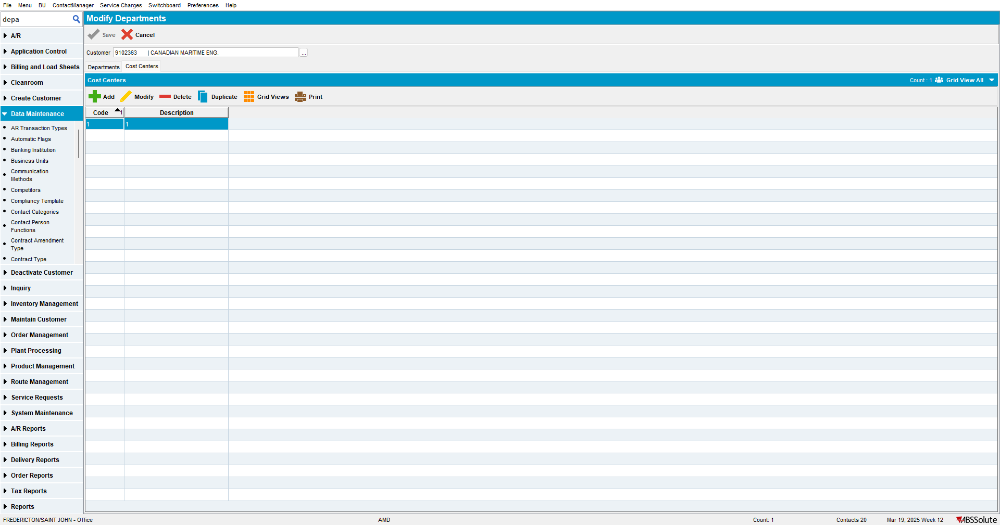 File Menu BU ContactManager Service Charges Switchboard Preferences Help
depa
Modify Departments
Save Cancel
Customer 9102363 | CANADIAN MARITIME ENG. ...
Departments Cost Centers
Cost Centers Count : 1 Grid View All
Add Modify Delete Duplicate Grid Views Print
Code 1 Description
1 1
A/R
Application Control
Billing and Load Sheets
Cleanroom
Create Customer
Data Maintenance
AR Transaction Types
Automatic Flags
Banking Institution
Business Units
Communication
Methods
Competitors
Compliancy Template
Contact Categories
Contact Person
Functions
Contract Amendment
Type
Contract Type
Deactivate Customer
Inquiry
Inventory Management
Maintain Customer
Order Management
Plant Processing
Product Management
Route Management
Service Requests
System Maintenance
A/R Reports
Billing Reports
Delivery Reports
Order Reports
Tax Reports
Reports
FREDERICTON/SAINT JOHN - Office AMD Count: 1 Contacts 20 Mar 19, 2025 Week 12 ABSSolute